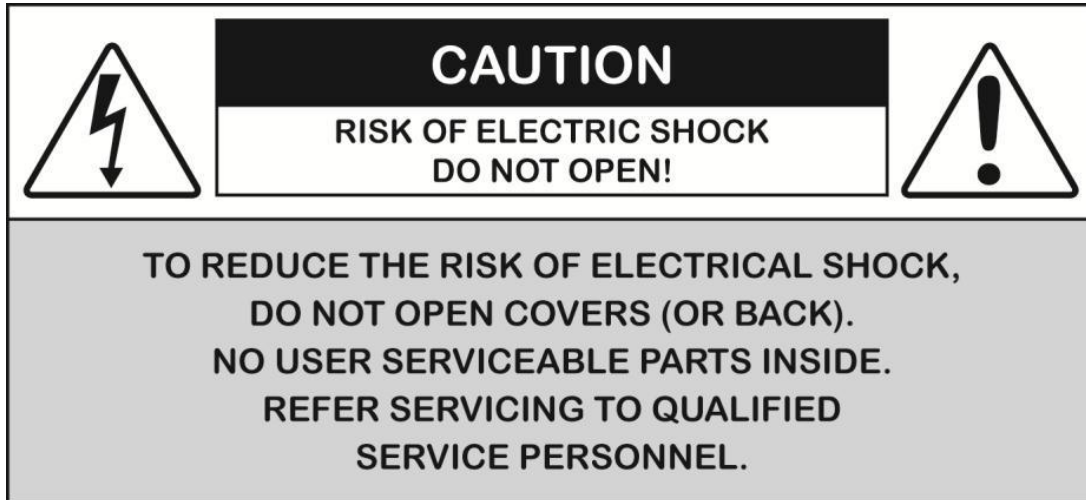 CAUTION
RISK OF ELECTRIC SHOCK
DO NOT OPEN!
TO REDUCE THE RISK OF ELECTRICAL SHOCK,
DO NOT OPEN COVERS (OR BACK).
NO USER SERVICEABLE PARTS INSIDE.
REFER SERVICING TO QUALIFIED
SERVICE PERSONNEL.